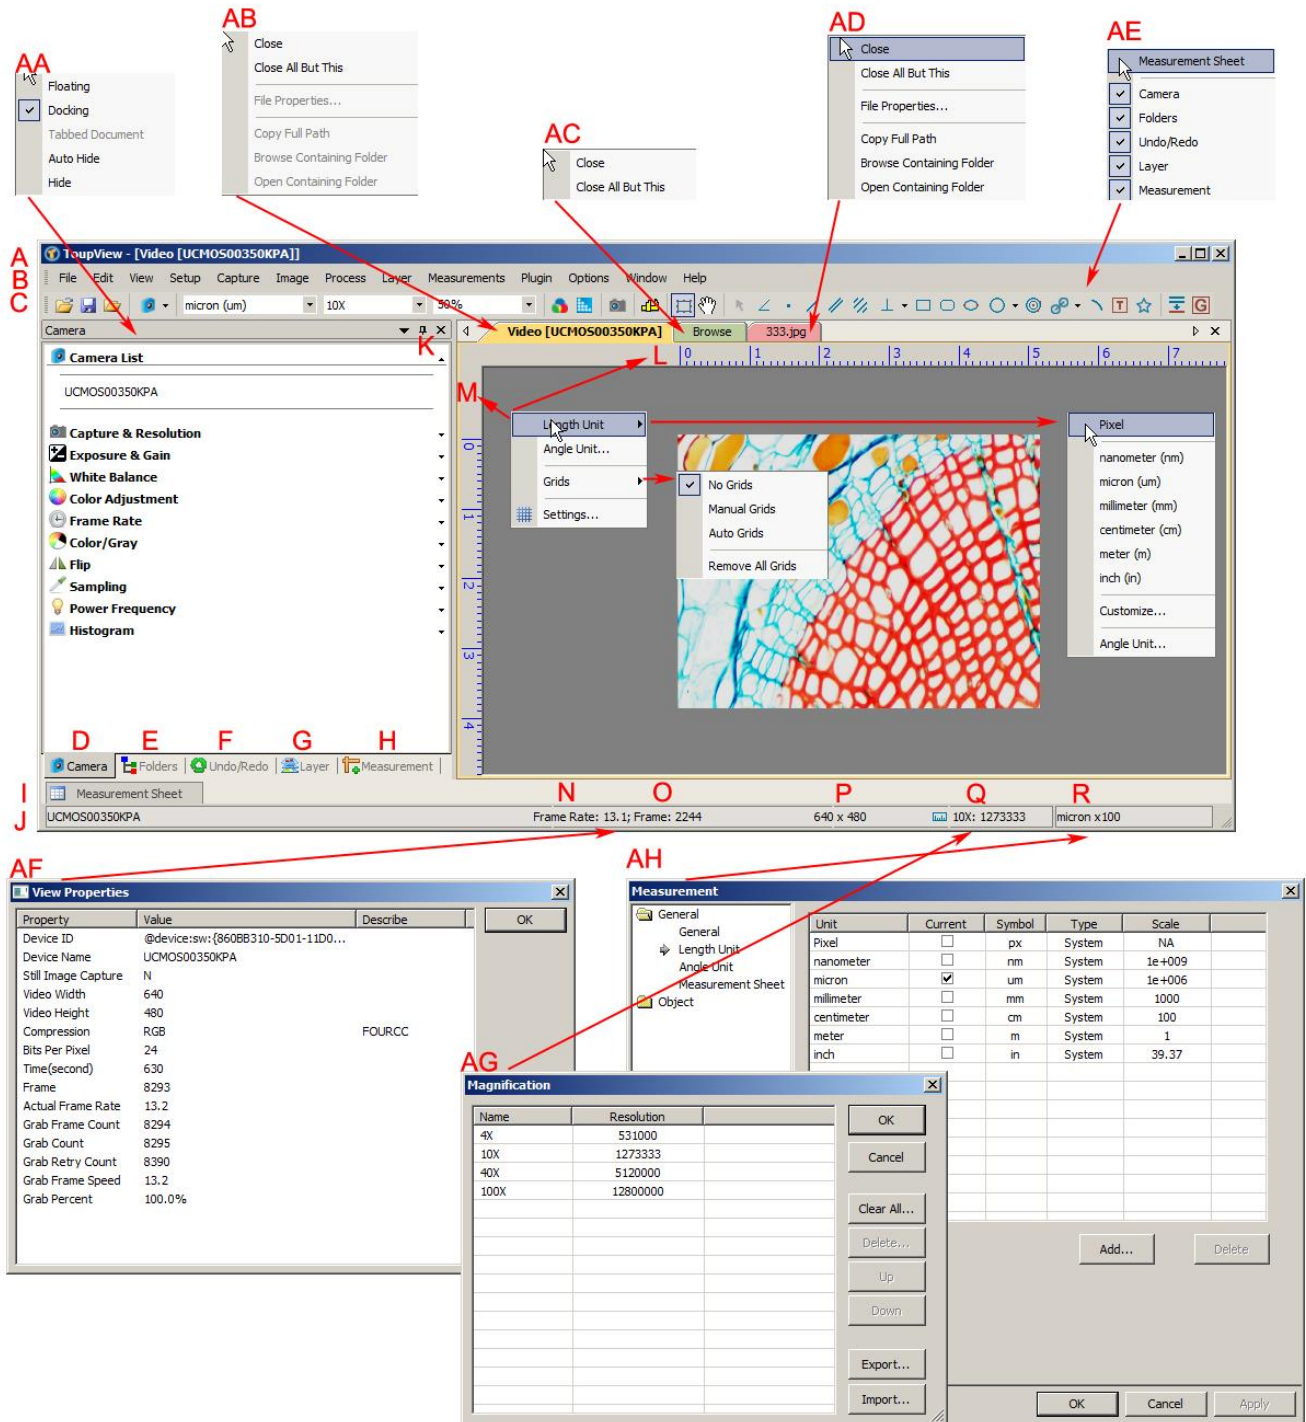 AA
Floating
Docking
Tabbed Document
Auto Hide
Hide
AB
Close
Close All But This
File Properties...
Copy Full Path
Browse Containing Folder
Open Containing Folder
AC
Close
Close All But This
AD
Close
Close All But This
File Properties...
Copy Full Path
Browse Containing Folder
Open Containing Folder
AE
Measurement Sheet
Camera
Folders
Undo/Redo
Layer
Measurement
A
ToupView - [Video [UCMOS00350KPA]]
B
File Edit View Setup Capture Image Process Layer Measurements Plugin Options Window Help
C
micron (um) 10X 50% T G
Camera
K
Video [UCMOS00350KPA] Browse 333.jpg
Camera List
UCMOS00350KPA
Capture & Resolution
Exposure & Gain
White Balance
Color Adjustment
Frame Rate
Color/Gray
Flip
Sampling
Power Frequency
Histogram
L
0 1 2 3 4 5 6 7
M
0
1
2
3
4
Length Unit
Angle Unit...
Grids
Settings...
No Grids
Manual Grids
Auto Grids
Remove All Grids
Pixel
nanometer (nm)
micron (um)
millimeter (mm)
centimeter (cm)
meter (m)
inch (in)
Customize...
Angle Unit...
D E F G H
Camera Folders Undo/Redo Layer Measurement
I
Measurement Sheet
N O P Q R
J
UCMOS00350KPA Frame Rate: 13.1; Frame: 2244 640 x 480 10X: 1273333 micron x100
AF
View Properties
Property Value Describe
OK
Device ID @device:sw:{860BB310-5D01-11D0...
Device Name UCMOS00350KPA
Still Image Capture N
Video Width 640
Video Height 480
Compression RGB FOURCC
Bits Per Pixel 24
Time(second) 630
Frame 8293
Actual Frame Rate 13.2
Grab Frame Count 8294
Grab Count 8295
Grab Retry Count 8390
Grab Frame Speed 13.2
Grab Percent 100.0%
AH
Measurement
General
General
Length Unit
Angle Unit
Measurement Sheet
Object
Unit Current Symbol Type Scale
Pixel px System NA
nanometer nm System 1e+009
micron um System 1e+006
millimeter mm System 1000
centimeter cm System 100
meter m System 1
inch in System 39.37
Add... Delete
OK Cancel Apply
AG
Magnification
Name Resolution
4X 531000
10X 1273333
40X 5120000
100X 12800000
OK
Cancel
Clear All...
Delete...
Up
Down
Export...
Import...